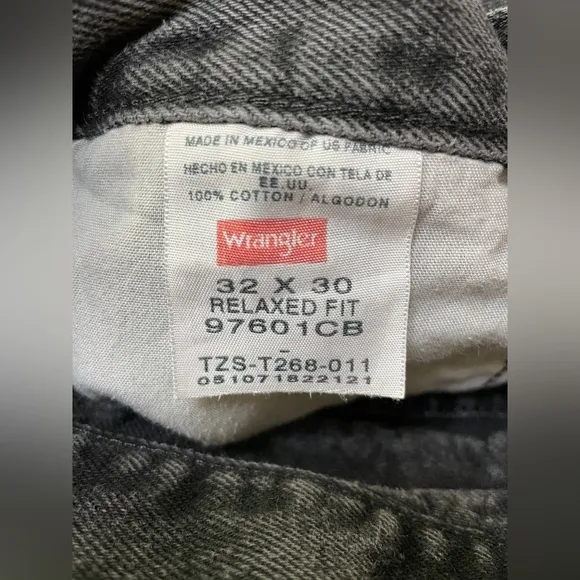 MADE IN MEXICO OF US FABRIC
HECHO EN MEXICO CON TELA DE
EE.UU.
100% COTTON / ALGODON
Wrangler
32 X 30
RELAXED FIT
97601CB
-
TZS-T268-011
051071822121